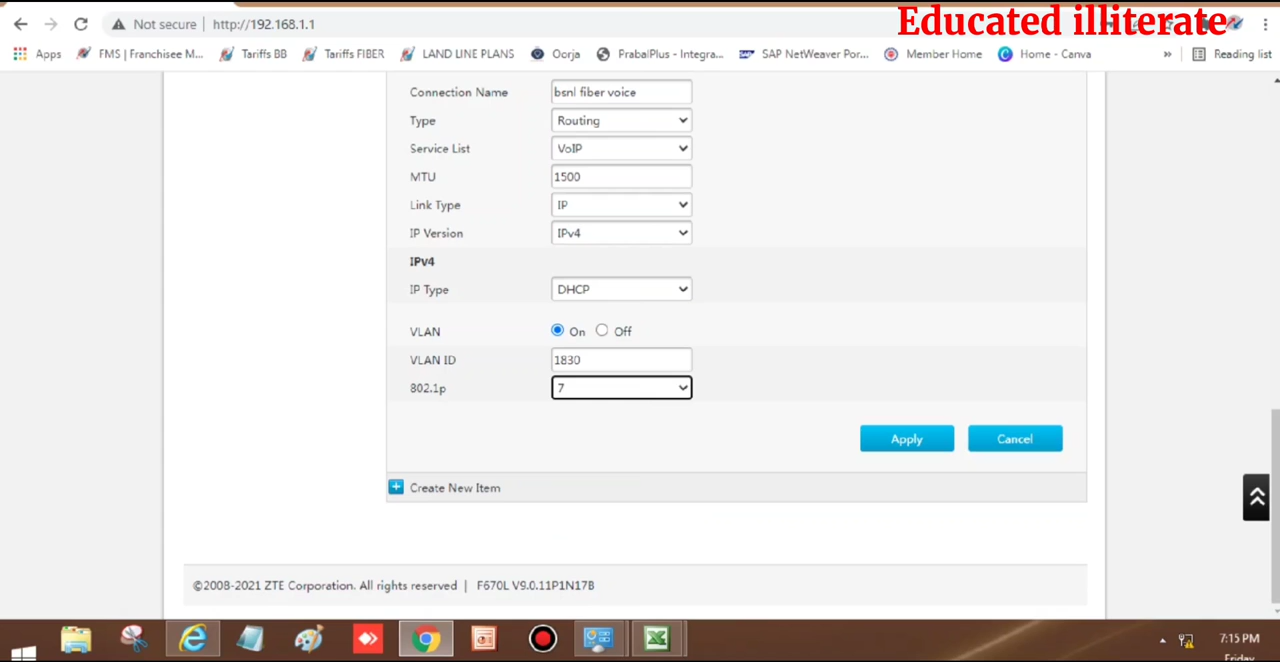 Not secure | http://192.168.1.1
Educated illiterate
Apps FMS | Franchisee M... Tariffs BB Tariffs FIBER LAND LINE PLANS Oorja PrabalPlus - Integra... SAP NetWeaver Por... Member Home Home - Canva » Reading list
Connection Name bsnl fiber voice
Type Routing
Service List VoIP
MTU 1500
Link Type IP
IP Version IPv4
IPv4
IP Type DHCP
VLAN On Off
VLAN ID 1830
802.1p 7
Apply Cancel
Create New Item
©2008-2021 ZTE Corporation. All rights reserved | F670L V9.0.11P1N17B
7:15 PM
Friday